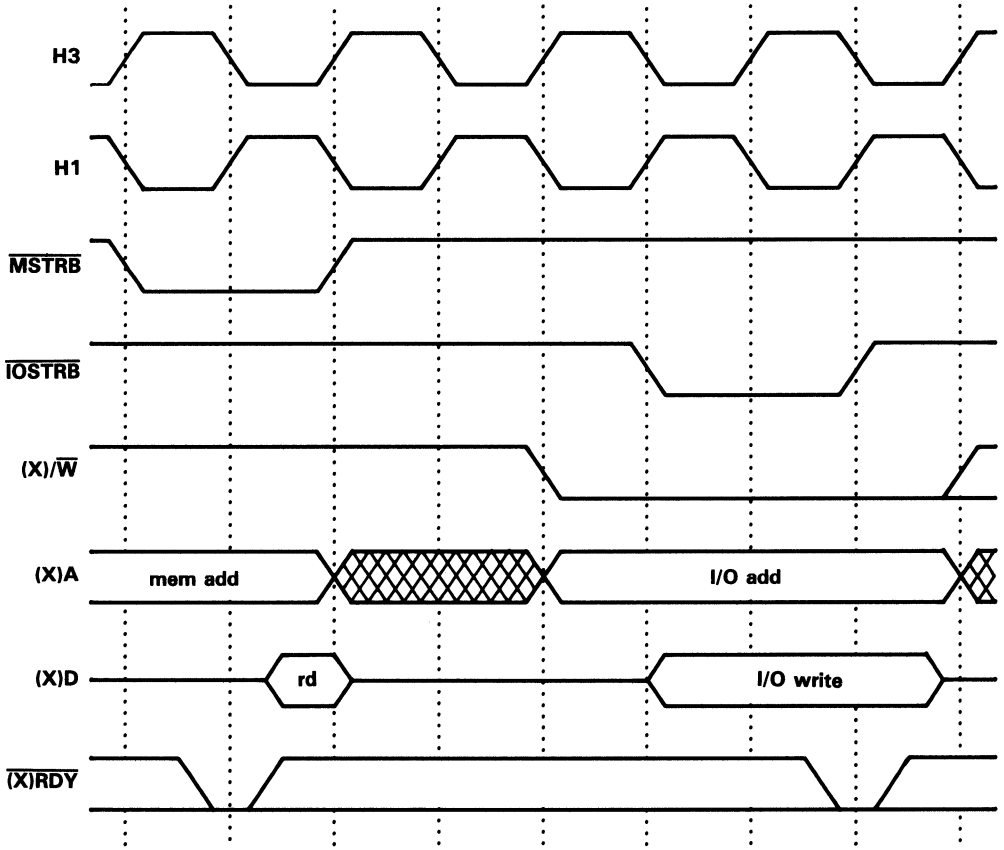 H3
H1
MSTRB
IOSTRB
(X)/W
(X)A
mem add
I/O add
(X)D
rd
I/O write
(X)RDY